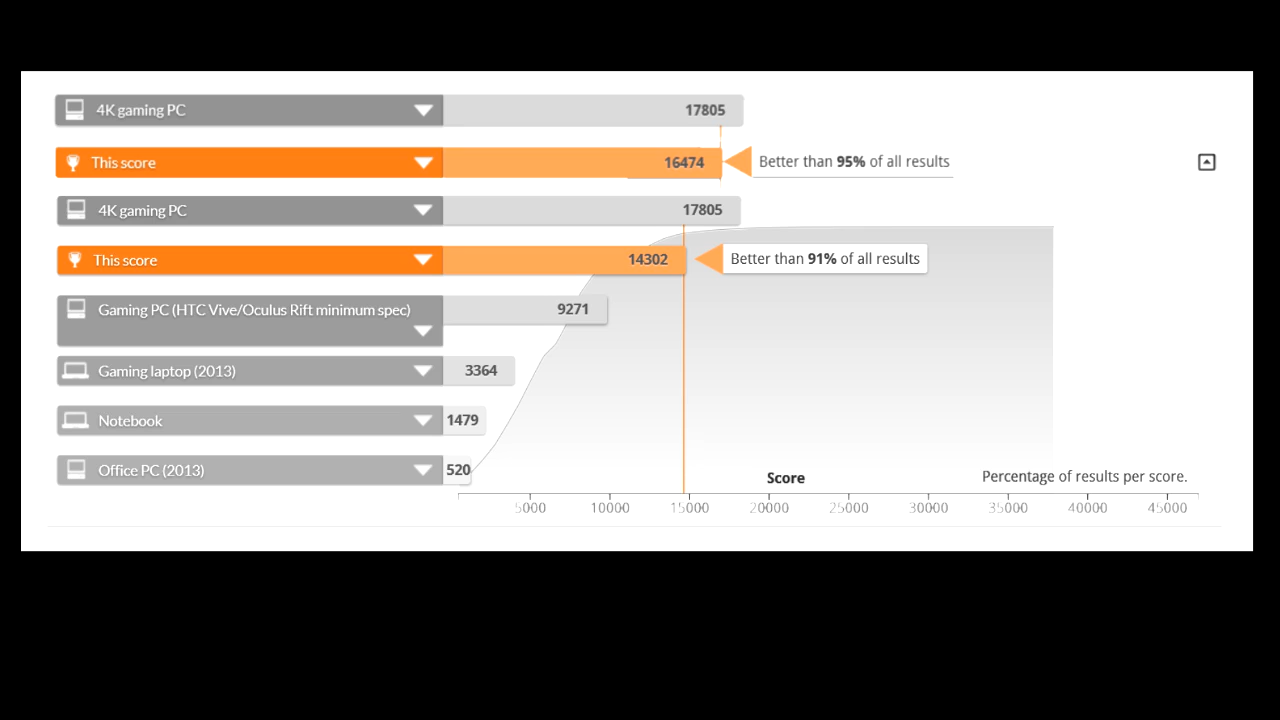 4K gaming PC 17805
This score 16474 Better than 95% of all results
4K gaming PC 17805
This score 14302 Better than 91% of all results
Gaming PC (HTC Vive/Oculus Rift minimum spec) 9271
Gaming laptop (2013) 3364
Notebook 1479
Office PC (2013) 520
Score Percentage of results per score.
5000 10000 15000 20000 25000 30000 35000 40000 45000